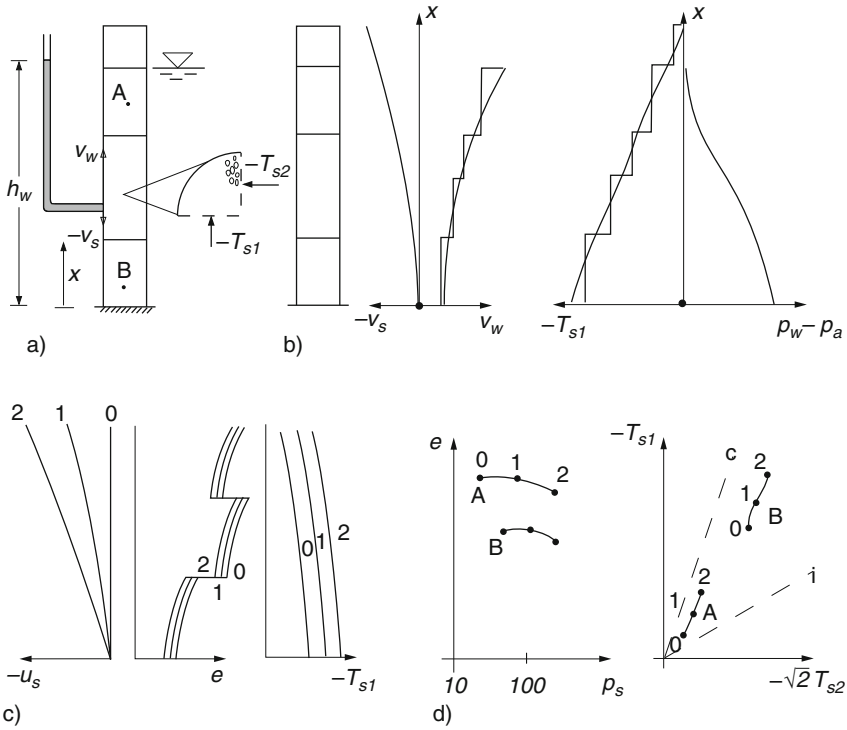 A
v_w
h_w
–v_s
x
B
–T_s2
–T_s1
a)
x
–v_s
v_w
b)
x
–T_s1
p_w – p_a
2 1 0
–u_s
2 1 0
e
0 1 2
–T_s1
c)
e
0 1 2
A
B
10 100 p_s
–T_s1
c
2
1 B
0
i
2
1 A
0
–√2 T_s2
d)